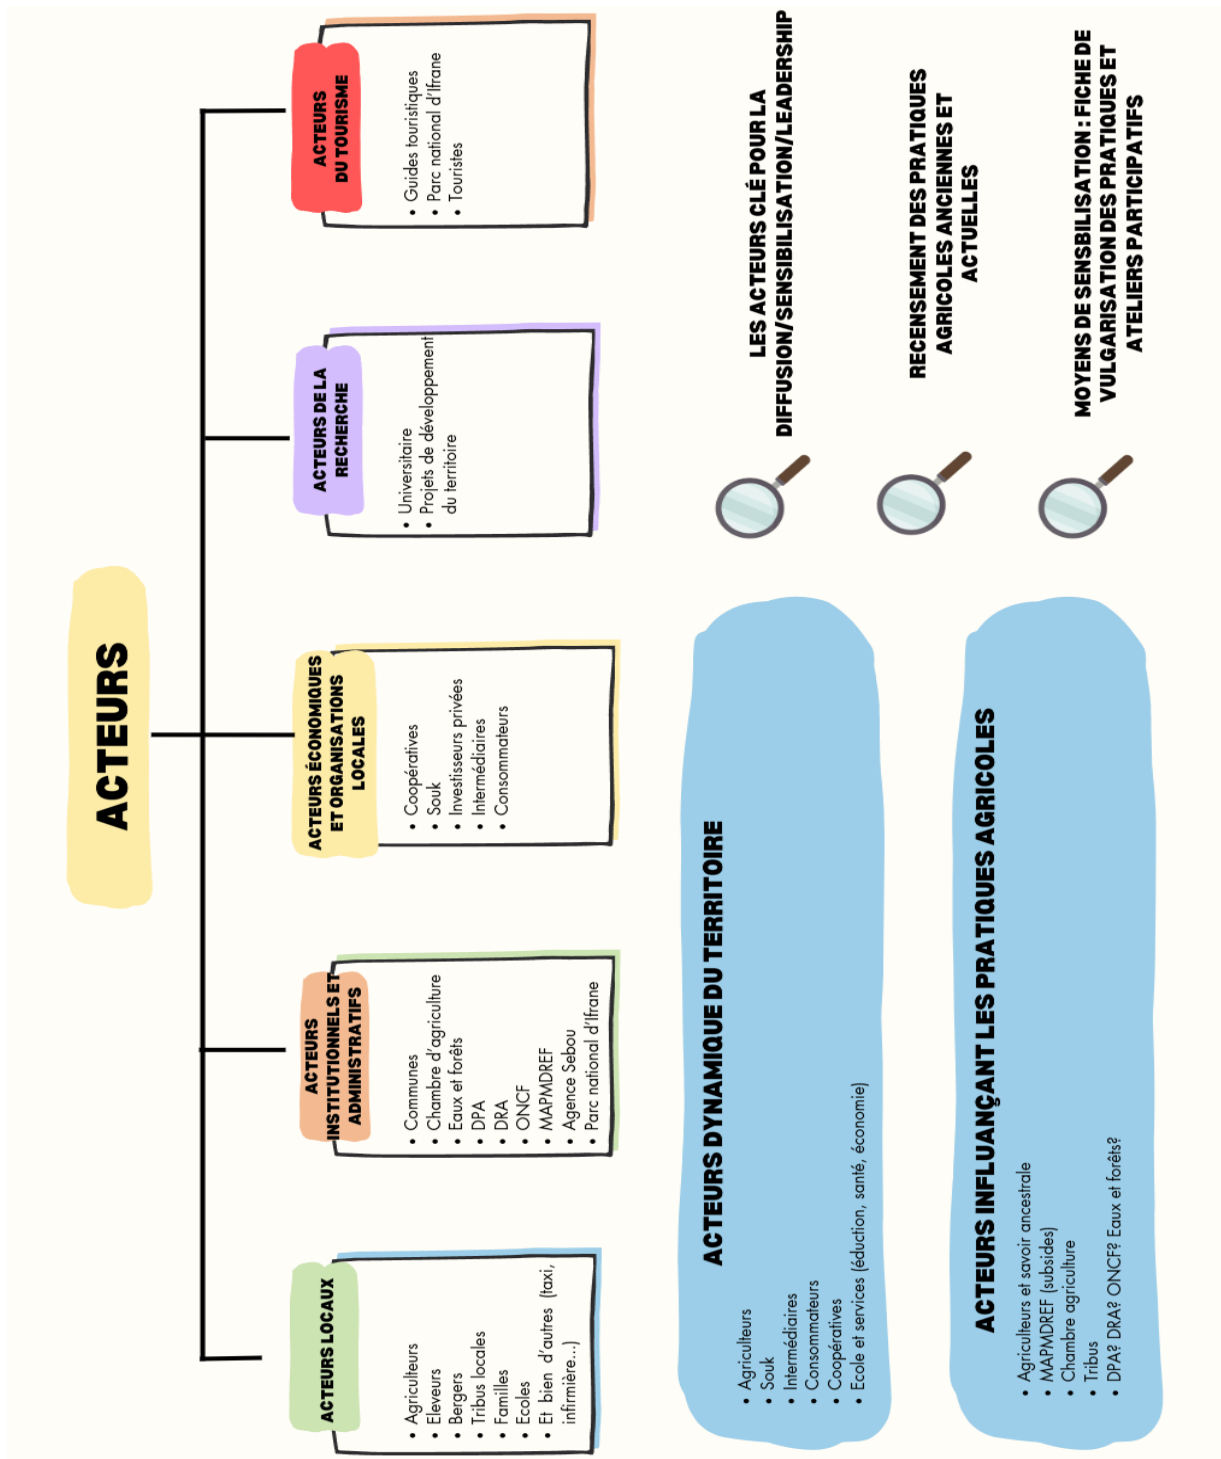 ACTEURS
ACTEURS LOCAUX
• Agriculteurs
• Eleveurs
• Bergers
• Tribus locales
• Familles
• Ecoles
• Et bien d'autres (taxi,
infirmière...)
ACTEURS
INSTITUTIONNELS ET
ADMINISTRATIFS
• Communes
• Chambre d'agriculture
• Eaux et forêts
• DPA
• DRA
• ONCF
• MAPMDREF
• Agence Sebou
• Parc national d'Ifrane
ACTEURS ÉCONOMIQUES
ET ORGANISATIONS
LOCALES
• Coopératives
• Souk
• Investisseurs privées
• Intermédiaires
• Consommateurs
ACTEURS DE LA
RECHERCHE
• Universitaire
• Projets de développement
du territoire
ACTEURS
DU TOURISME
• Guides touristiques
• Parc national d'Ifrane
• Touristes
ACTEURS DYNAMIQUE DU TERRITOIRE
• Agriculteurs
• Souk
• Intermédiaires
• Consommateurs
• Coopératives
• Ecole et services (éduction, santé, économie)
ACTEURS INFLUANÇANT LES PRATIQUES AGRICOLES
• Agriculteurs et savoir ancestrale
• MAPMDREF (subsides)
• Chambre agriculture
• Tribus
• DPA? DRA? ONCF? Eaux et forêts?
LES ACTEURS CLÉ POUR LA
DIFFUSION/SENSIBILISATION/LEADERSHIP
RECENSEMENT DES PRATIQUES
AGRICOLES ANCIENNES ET
ACTUELLES
MOYENS DE SENSBILISATION : FICHE DE
VULGARISATION DES PRATIQUES ET
ATELIERS PARTICIPATIFS